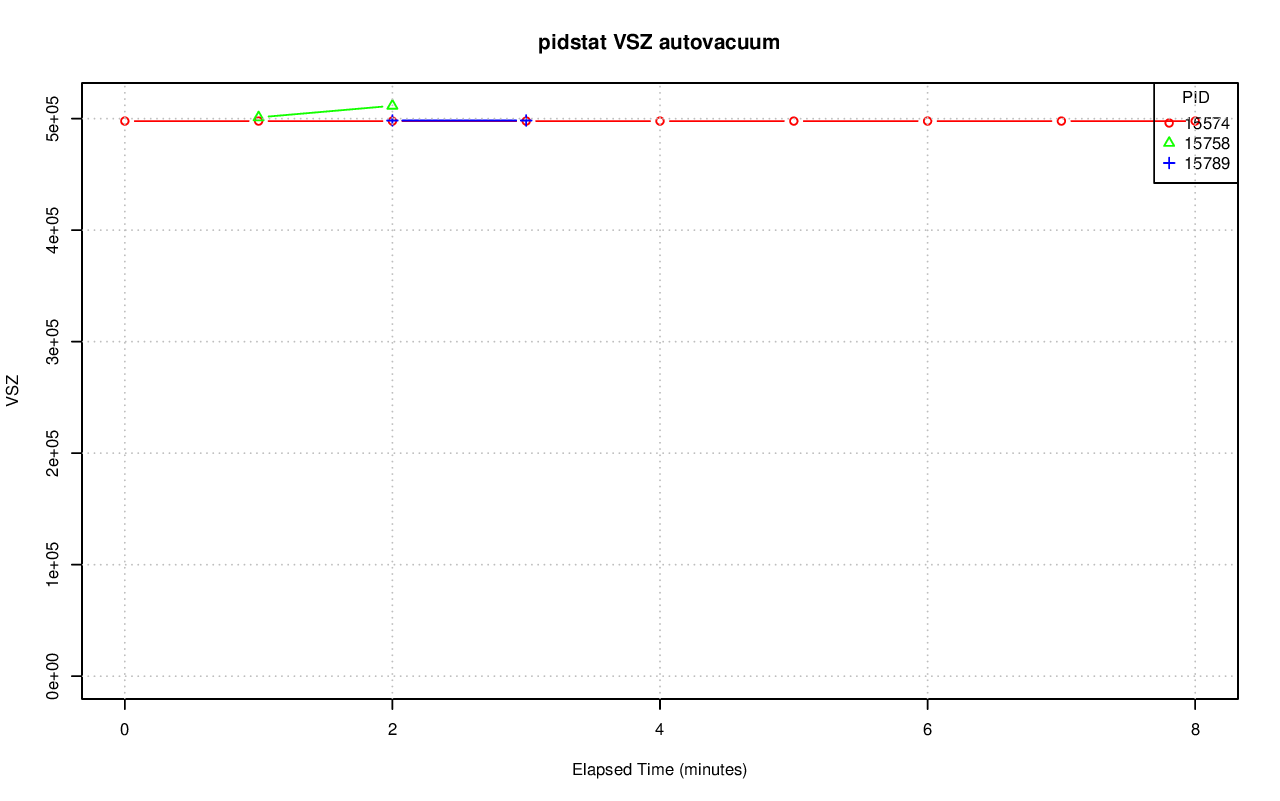 pidstat VSZ autovacuum
PID
15574
15758
15789
5e+05
4e+05
3e+05
2e+05
1e+05
0e+00
VSZ
0 2 4 6 8
Elapsed Time (minutes)